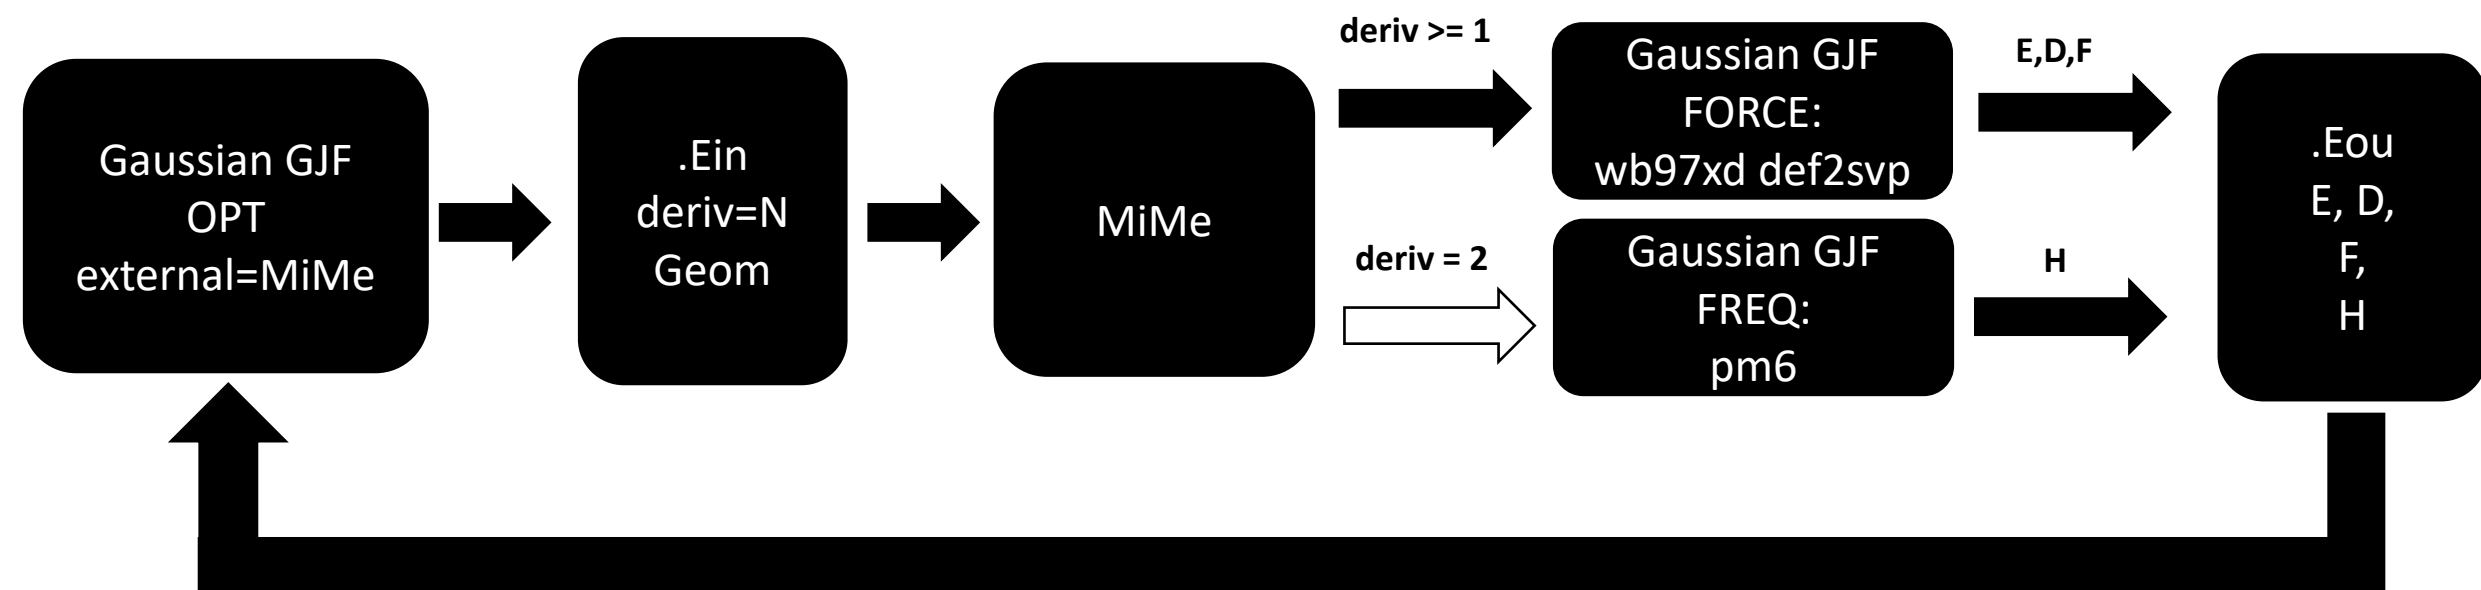 Gaussian GJF
OPT
external=MiMe
.Ein
deriv=N
Geom
MiMe
deriv >= 1
Gaussian GJF
FORCE:
wb97xd def2svp
E,D,F
deriv = 2
Gaussian GJF
FREQ:
pm6
H
.Eou
E, D,
F,
H